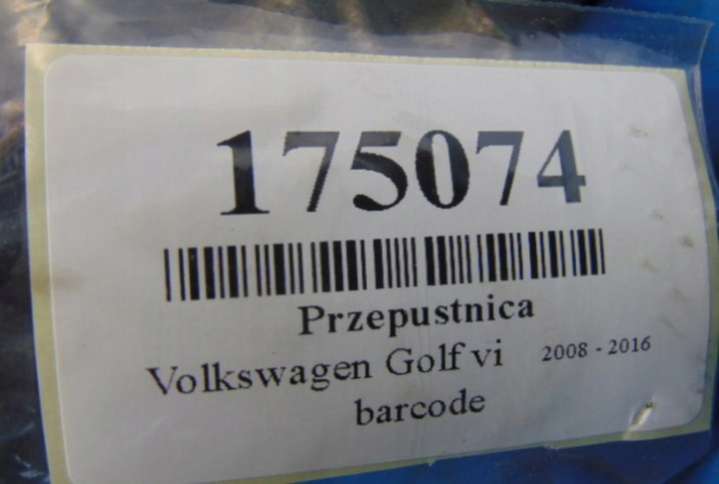 175074
Przepustnica
Volkswagen Golf vi 2008 - 2016
barcode